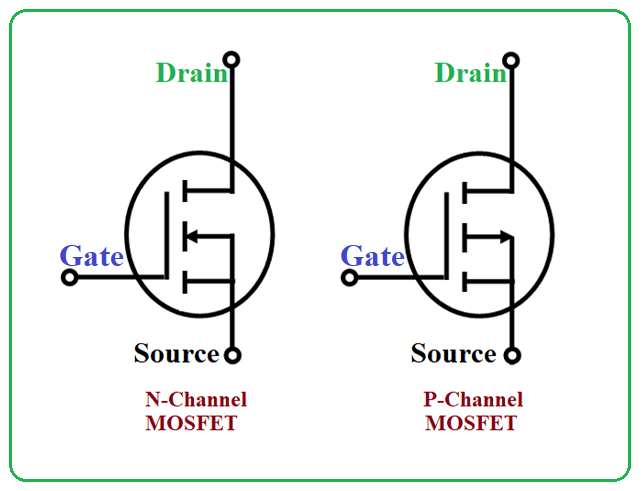 Drain
Gate
Source
N-Channel
MOSFET
Drain
Gate
Source
P-Channel
MOSFET